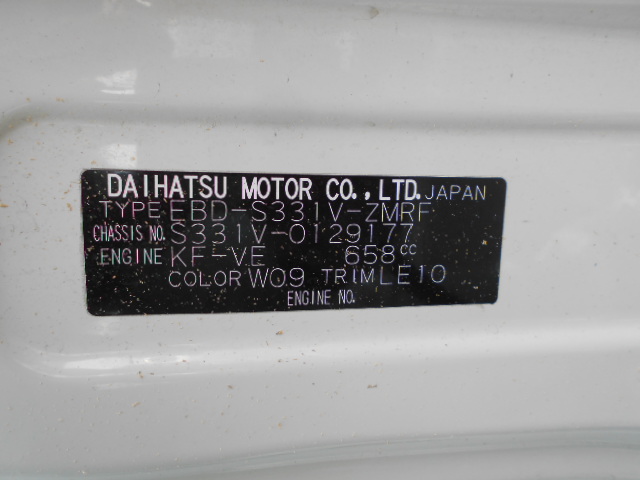 DAIHATSU MOTOR CO., LTD. JAPAN
TYPE EBD-S331V-ZMRF
CHASSIS NO. S331V-0129177
ENGINE KF-VE 658cc
COLOR W09 TRIM LE10
ENGINE NO.